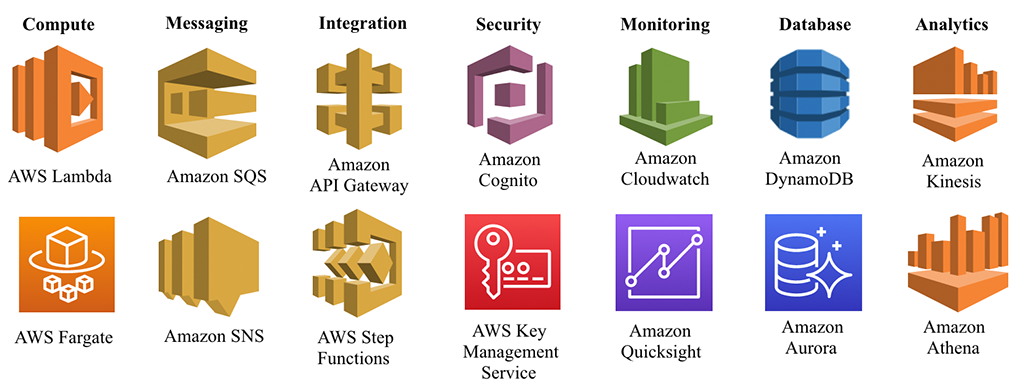 Compute
Messaging
Integration
Security
Monitoring
Database
Analytics
AWS Lambda
Amazon SQS
Amazon
API Gateway
Amazon
Cognito
Amazon
Cloudwatch
Amazon
DynamoDB
Amazon
Kinesis
AWS Fargate
Amazon SNS
AWS Step
Functions
AWS Key
Management
Service
Amazon
Quicksight
Amazon
Aurora
Amazon
Athena